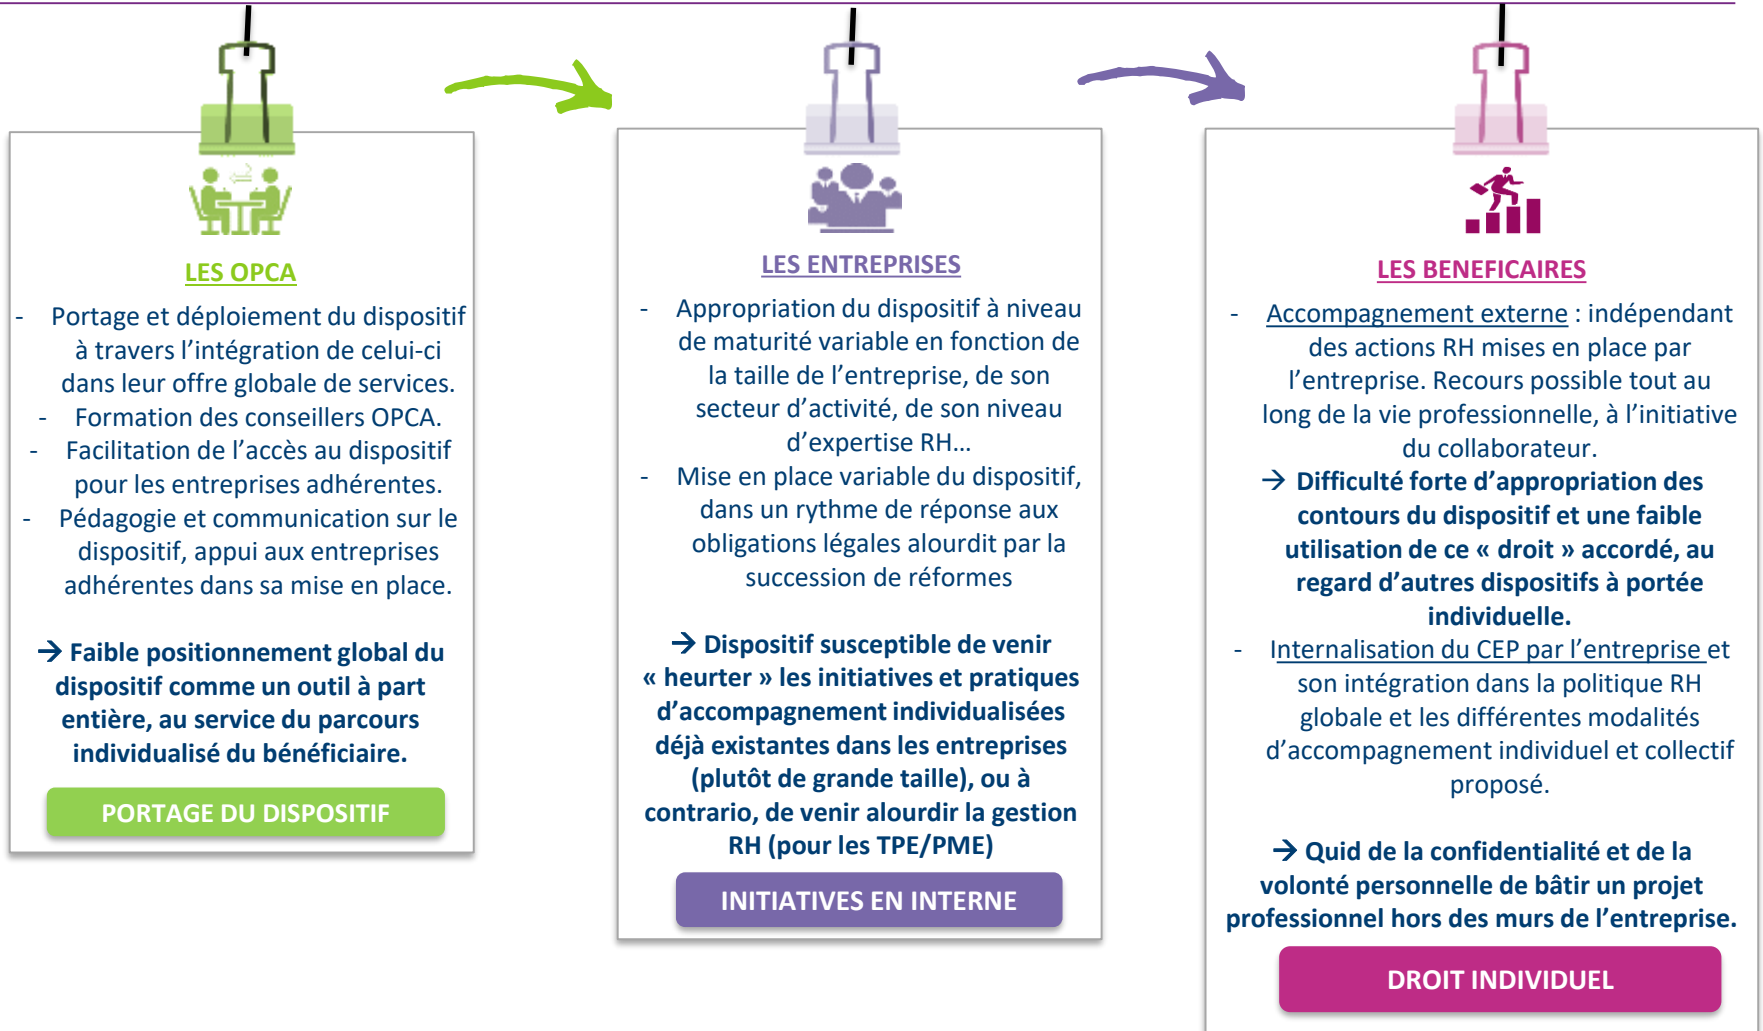 LES OPCA
- Portage et déploiement du dispositif
à travers l’intégration de celui-ci
dans leur offre globale de services.
- Formation des conseillers OPCA.
- Facilitation de l’accès au dispositif
pour les entreprises adhérentes.
- Pédagogie et communication sur le
dispositif, appui aux entreprises
adhérentes dans sa mise en place.
→ Faible positionnement global du
dispositif comme un outil à part
entière, au service du parcours
individualisé du bénéficiaire.
PORTAGE DU DISPOSITIF
LES ENTREPRISES
- Appropriation du dispositif à niveau
de maturité variable en fonction de
la taille de l’entreprise, de son
secteur d’activité, de son niveau
d’expertise RH…
- Mise en place variable du dispositif,
dans un rythme de réponse aux
obligations légales alourdit par la
succession de réformes
→ Dispositif susceptible de venir
« heurter » les initiatives et pratiques
d’accompagnement individualisées
déjà existantes dans les entreprises
(plutôt de grande taille), ou à
contrario, de venir alourdir la gestion
RH (pour les TPE/PME)
INITIATIVES EN INTERNE
LES BENEFICAIRES
- Accompagnement externe : indépendant
des actions RH mises en place par
l’entreprise. Recours possible tout au
long de la vie professionnelle, à l’initiative
du collaborateur.
→ Difficulté forte d’appropriation des
contours du dispositif et une faible
utilisation de ce « droit » accordé, au
regard d’autres dispositifs à portée
individuelle.
- Internalisation du CEP par l’entreprise et
son intégration dans la politique RH
globale et les différentes modalités
d’accompagnement individuel et collectif
proposé.
→ Quid de la confidentialité et de la
volonté personnelle de bâtir un projet
professionnel hors des murs de l’entreprise.
DROIT INDIVIDUEL